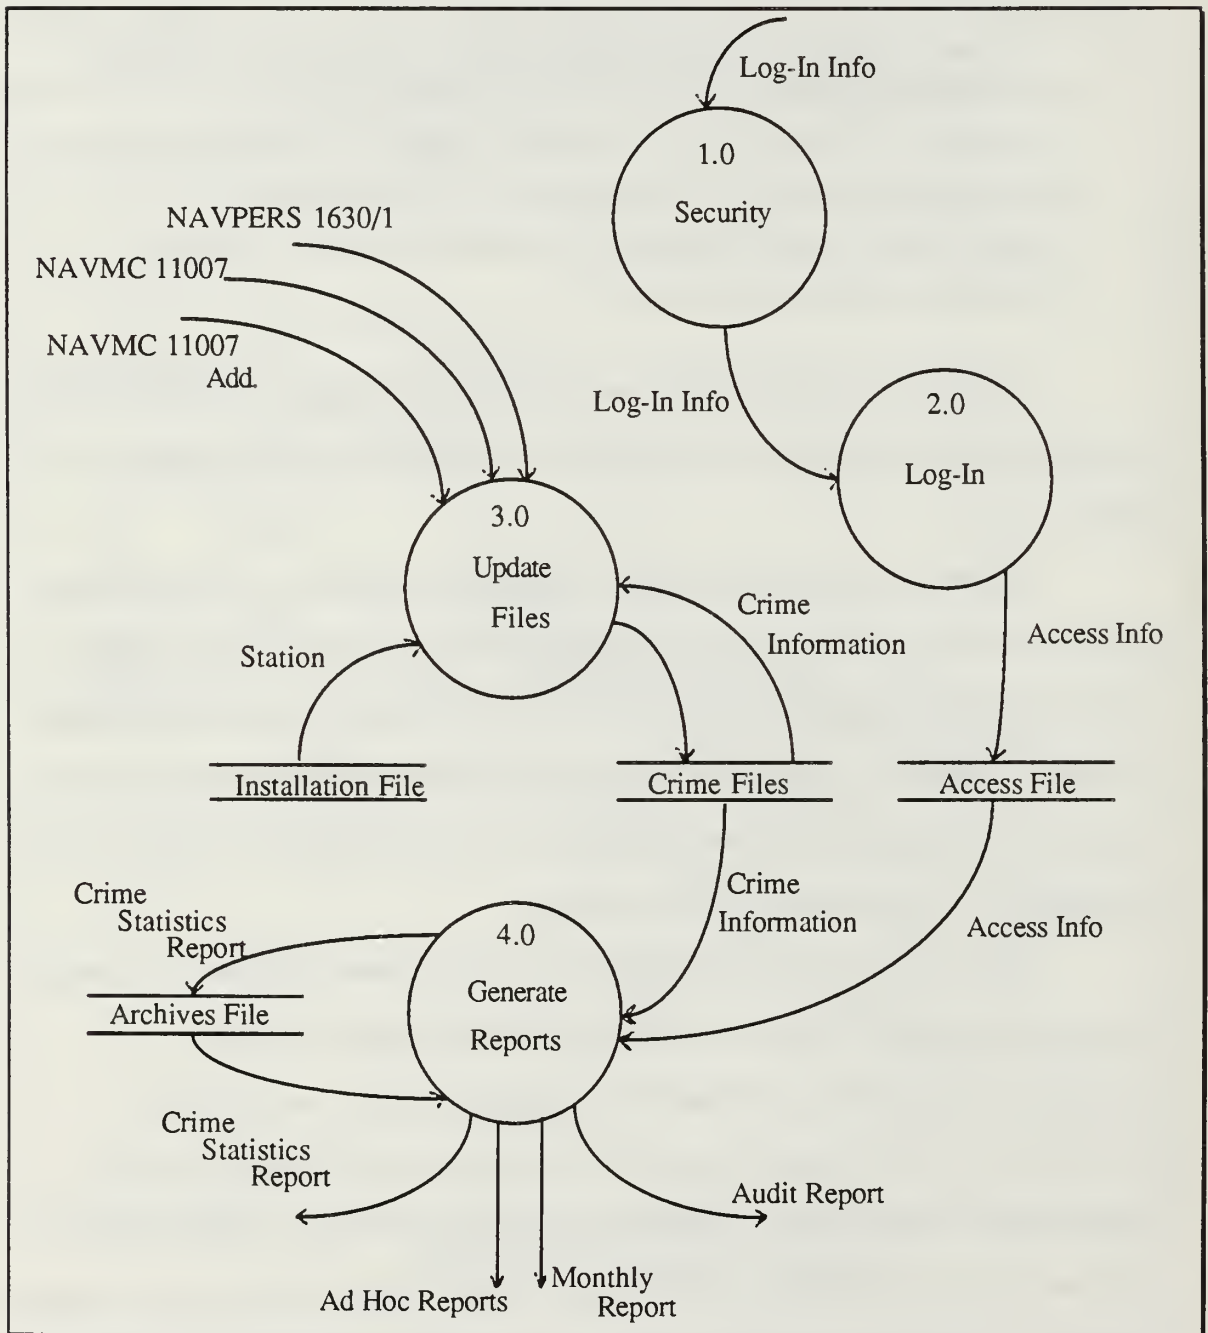 Log-In Info
1.0
Security
NAVPERS 1630/1
NAVMC 11007
NAVMC 11007
Add.
Log-In Info
2.0
Log-In
3.0
Update
Files
Crime
Information
Access Info
Station
Installation File
Crime Files
Access File
Crime
Statistics
Report
Crime
Information
Access Info
4.0
Generate
Reports
Archives File
Crime
Statistics
Report
Audit Report
Monthly
Report
Ad Hoc Reports